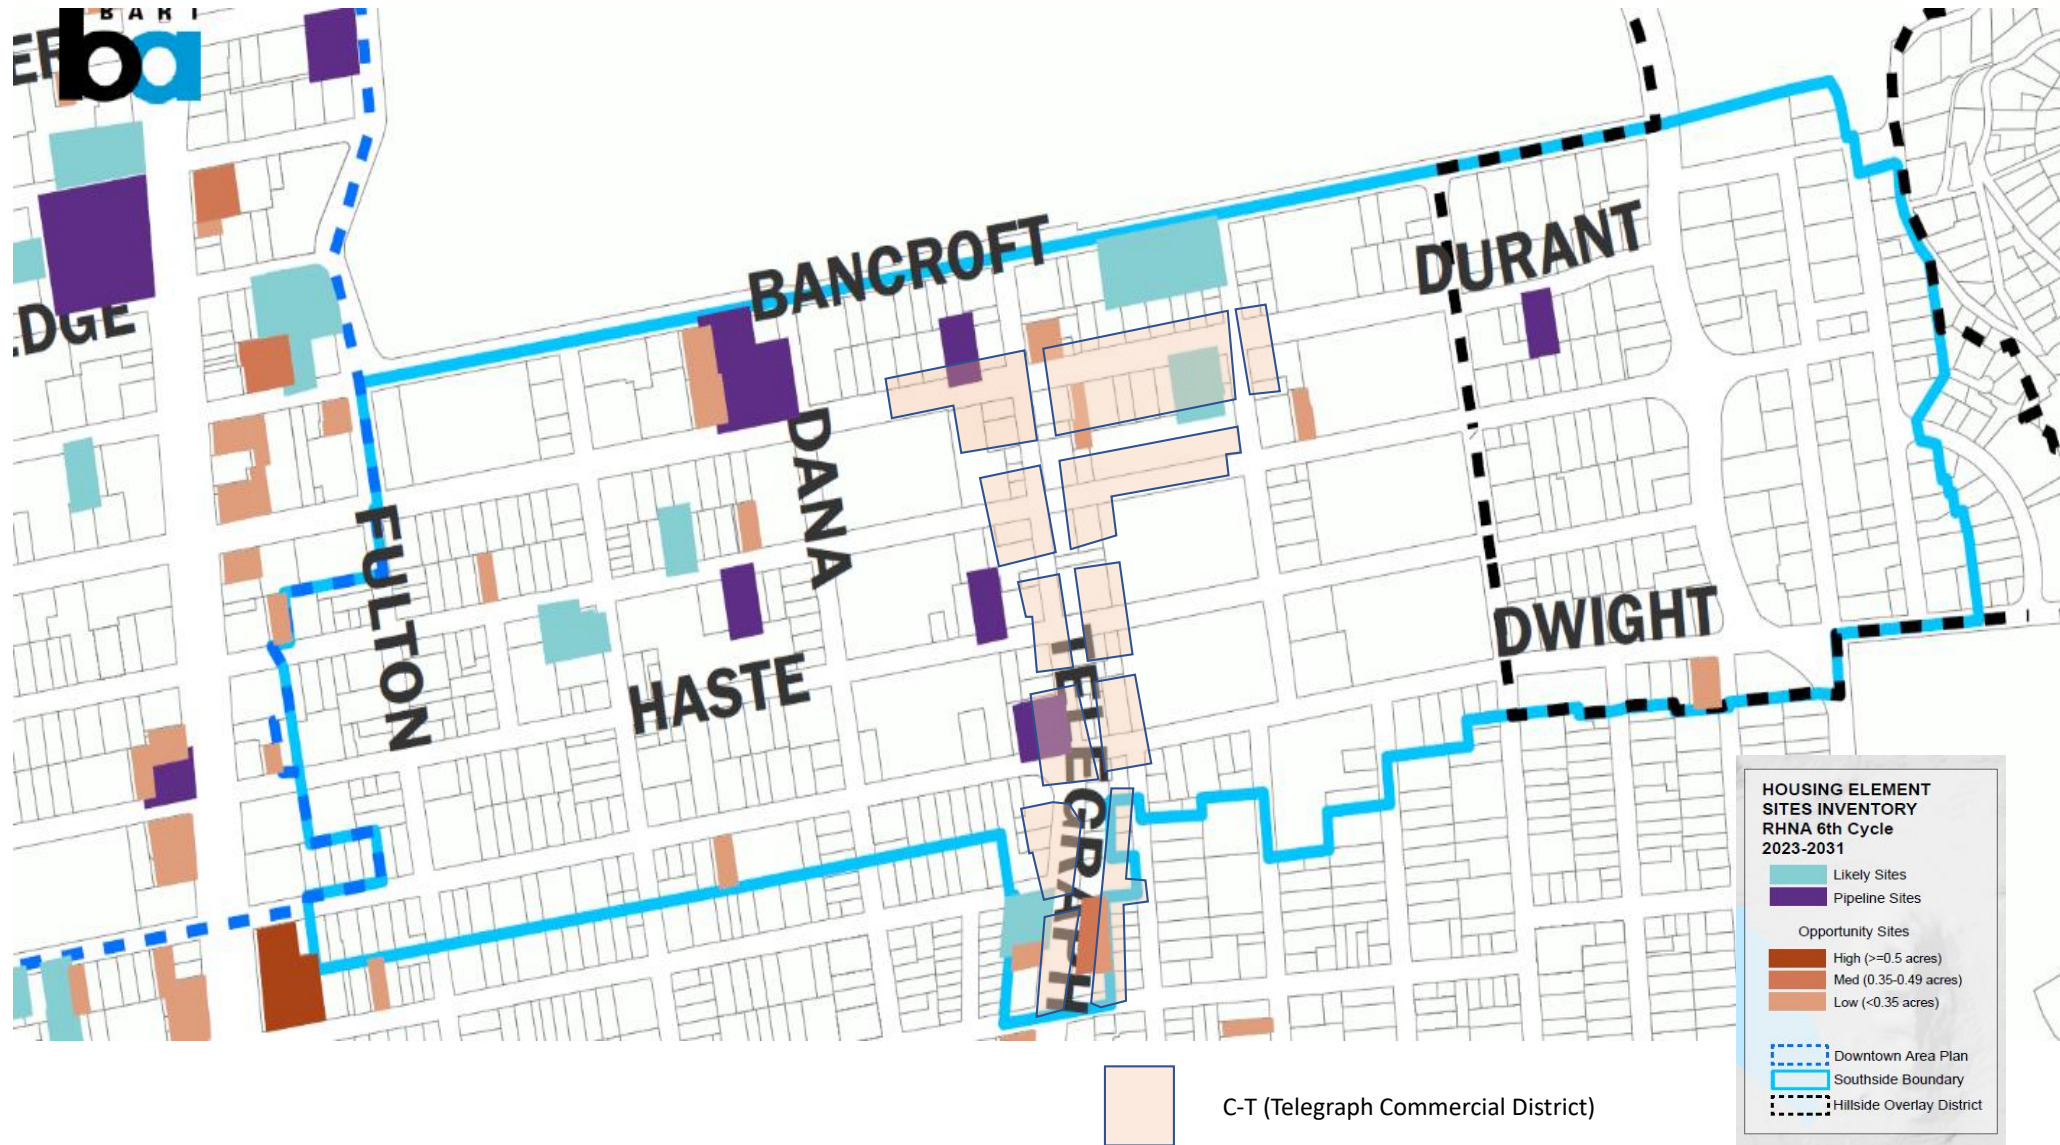 BART
ba
ER
BANCROFT
DURANT
DGE
DANA
FULTON
DWIGHT
HASTE
TELEGRAPH
HOUSING ELEMENT
SITES INVENTORY
RHNA 6th Cycle
2023-2031
Likely Sites
Pipeline Sites
Opportunity Sites
High (>=0.5 acres)
Med (0.35-0.49 acres)
Low (<0.35 acres)
Downtown Area Plan
Southside Boundary
Hillside Overlay District
C-T (Telegraph Commercial District)